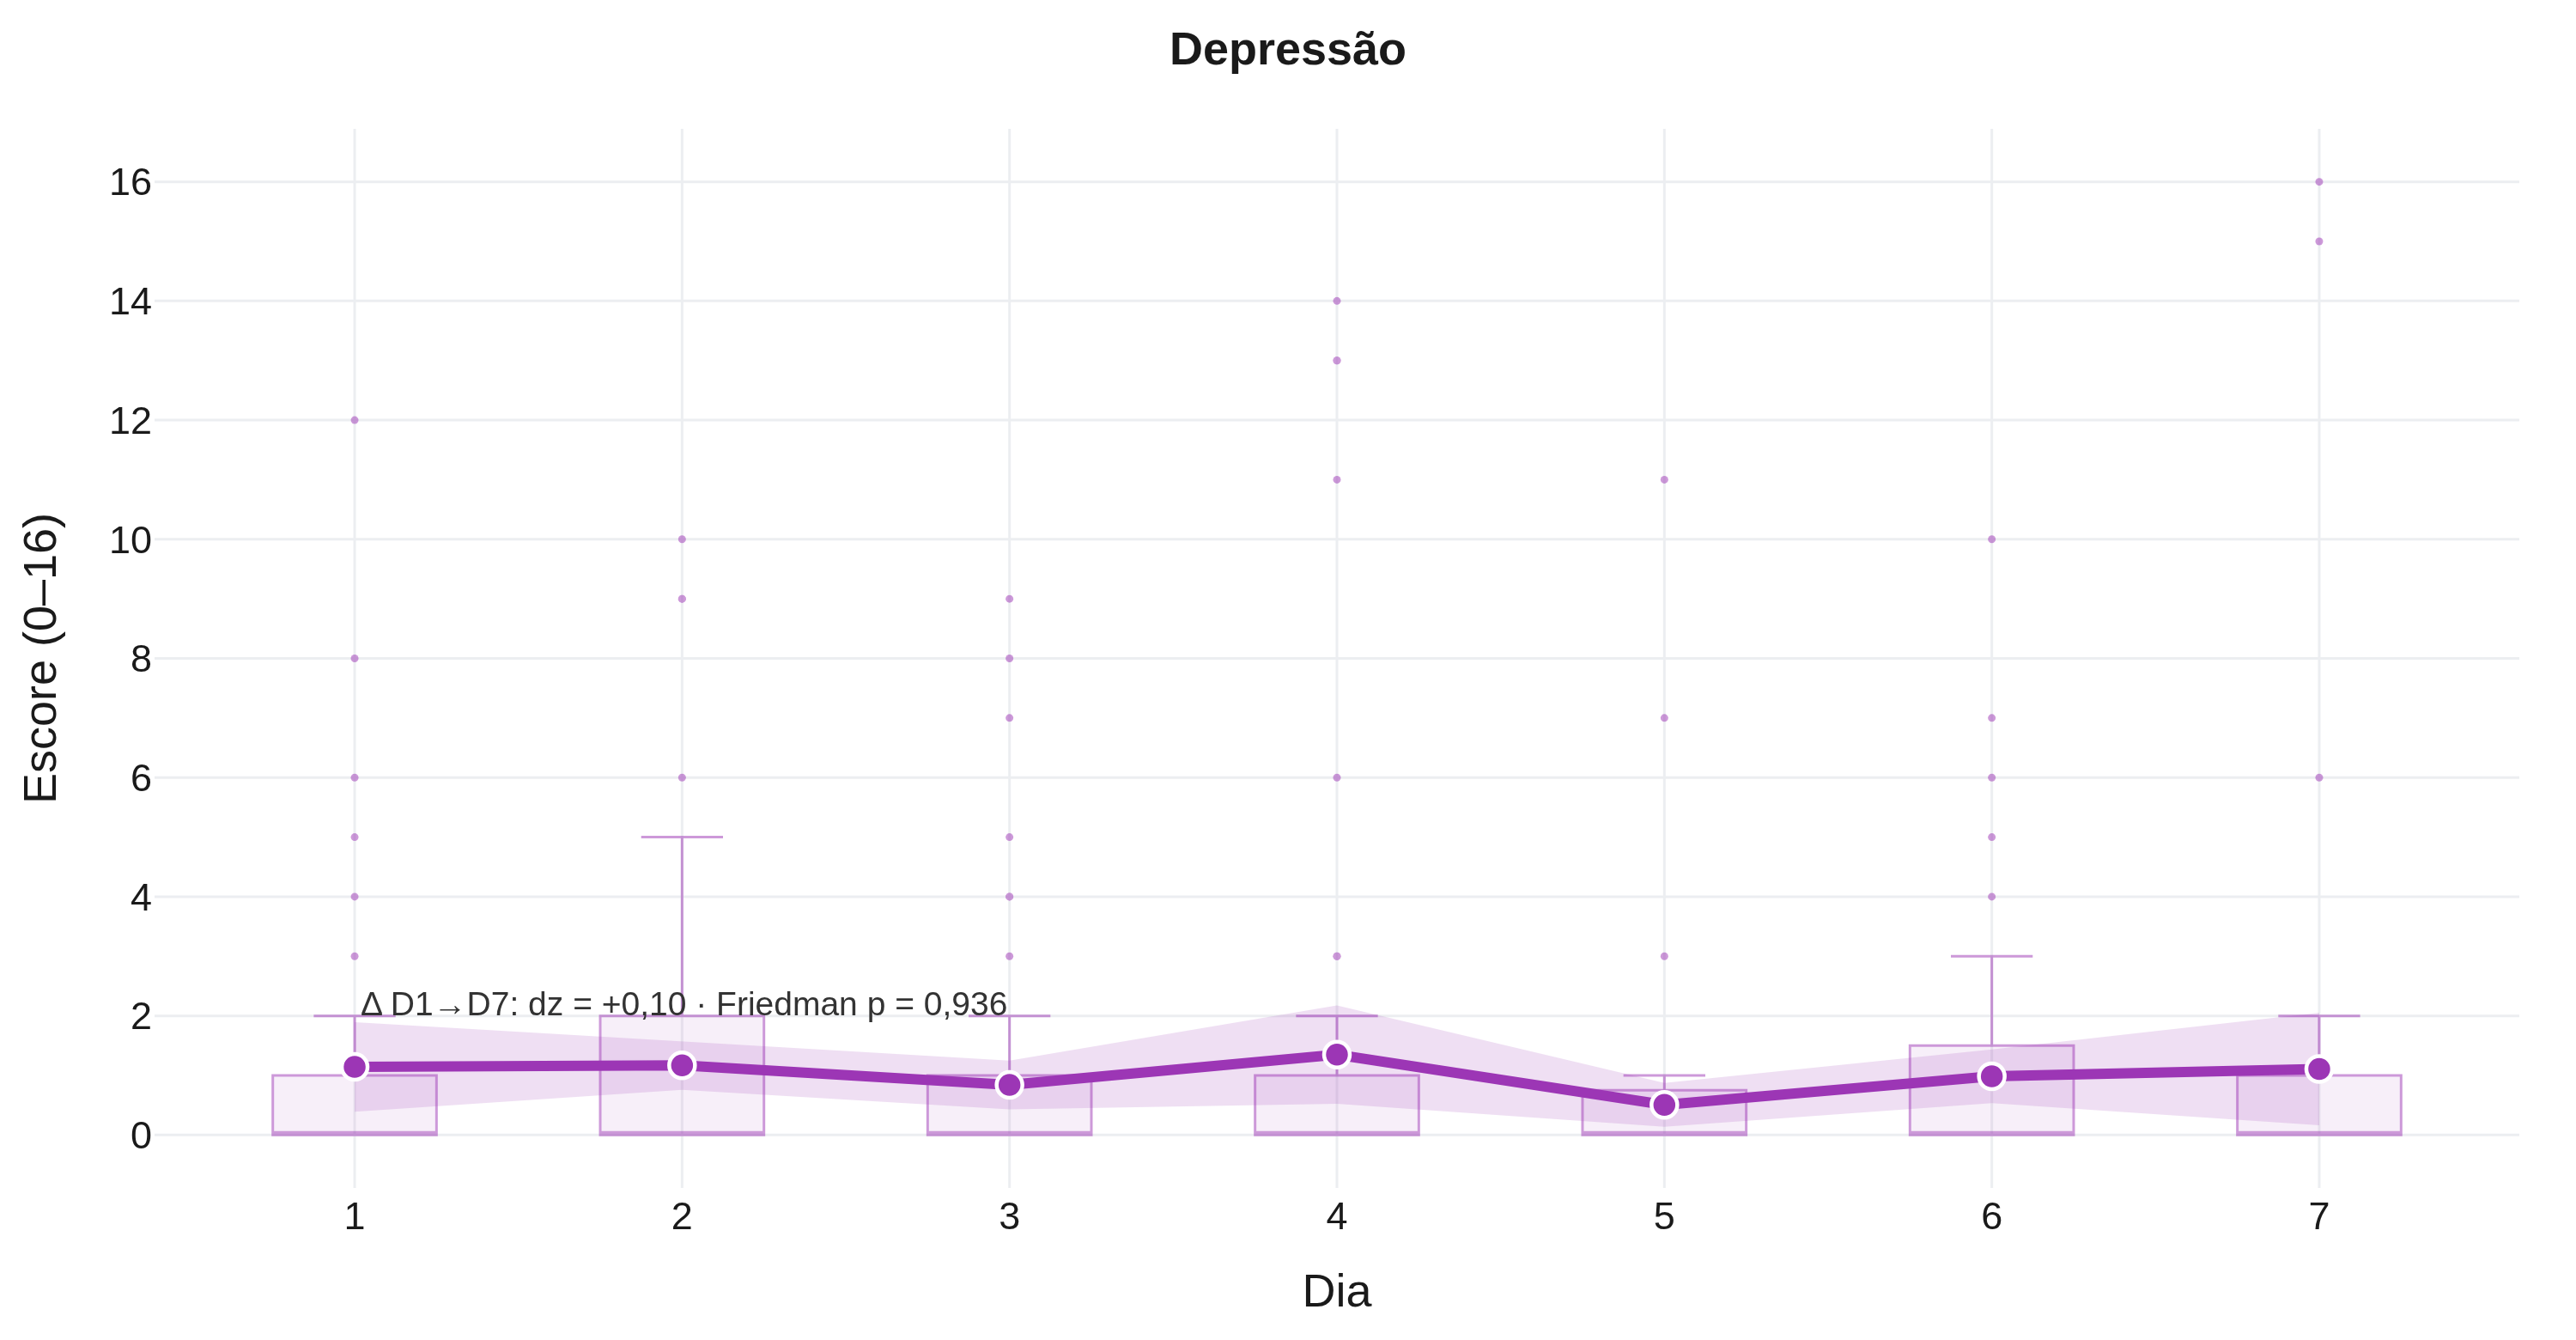 Depressão
Escore (0–16)
16
14
12
10
8
6
4
2
0
Δ D1→D7: dz = +0,10 · Friedman p = 0,936
1 2 3 4 5 6 7
Dia